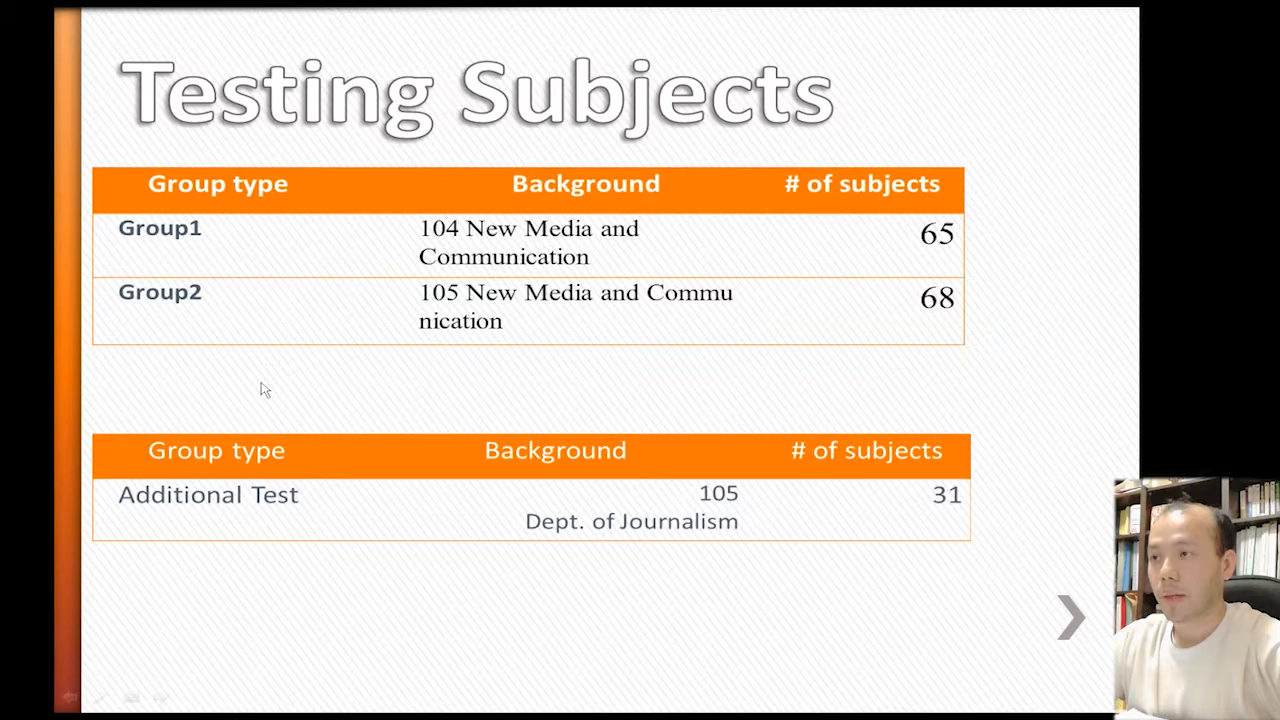 Testing Subjects
Group type Background # of subjects
Group1 104 New Media and 65
Communication
Group2 105 New Media and Commu 68
nication
Group type Background # of subjects
Additional Test 105 31
Dept. of Journalism